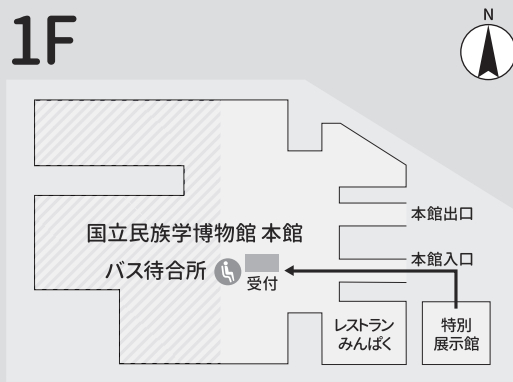 1F
N
本館出口
国立民族学博物館 本館
本館入口
バス待合所
受付
レストラン
みんぱく
特別
展示館